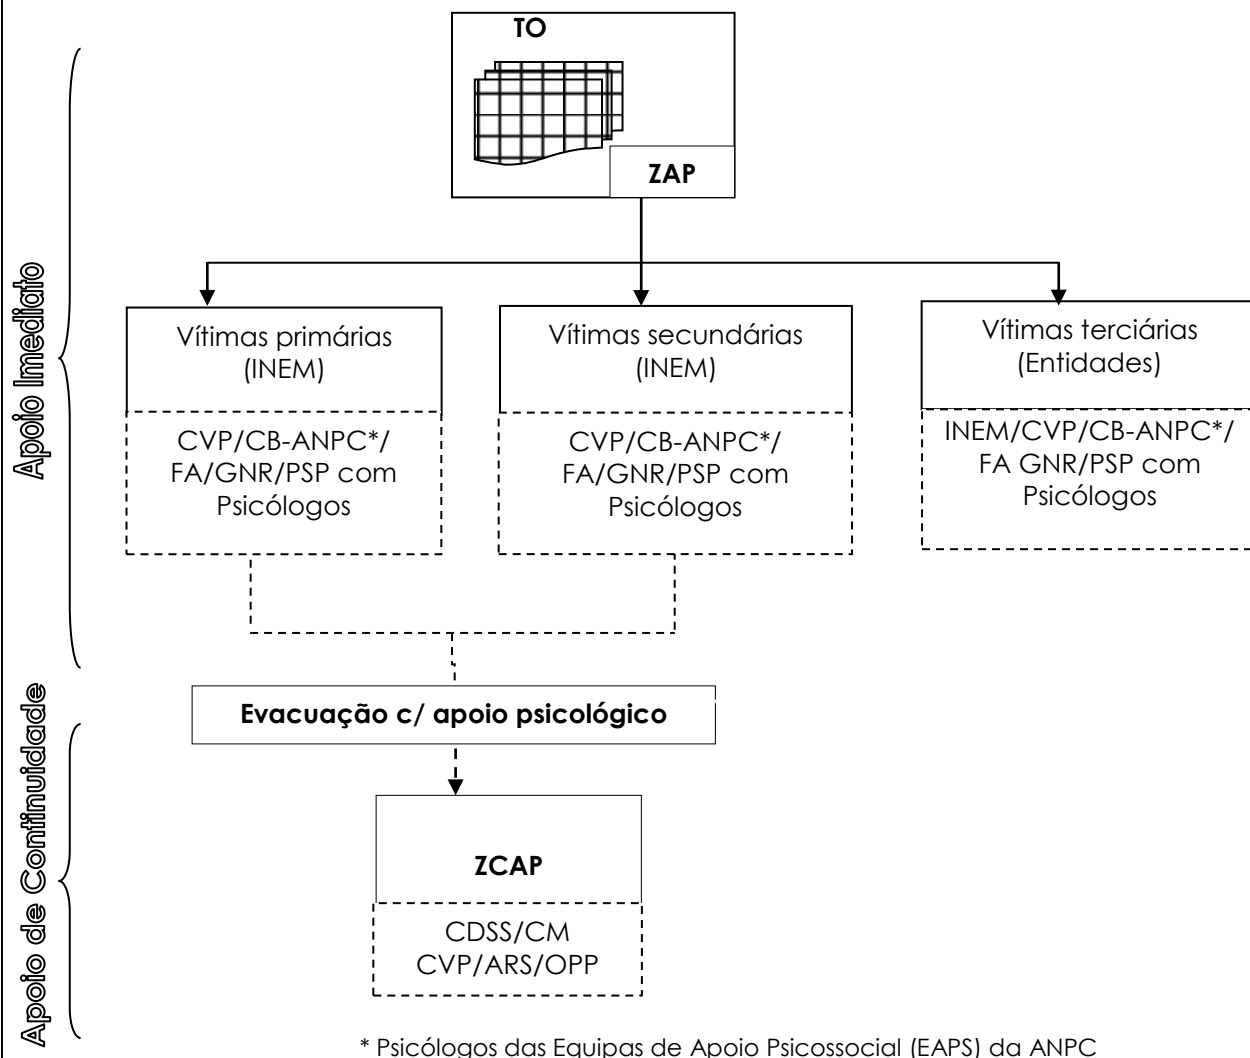 TO
ZAP
Apoio Imediato
Vítimas primárias
(INEM)
CVP/CB-ANPC*/
FA/GNR/PSP com
Psicólogos
Vítimas secundárias
(INEM)
CVP/CB-ANPC*/
FA/GNR/PSP com
Psicólogos
Vítimas terciárias
(Entidades)
INEM/CVP/CB-ANPC*/
FA GNR/PSP com
Psicólogos
Evacuação c/ apoio psicológico
Apoio de Continuidade
ZCAP
CDSS/CM
CVP/ARS/OPP
* Psicólogos das Equipas de Apoio Psicossocial (EAPS) da ANPC